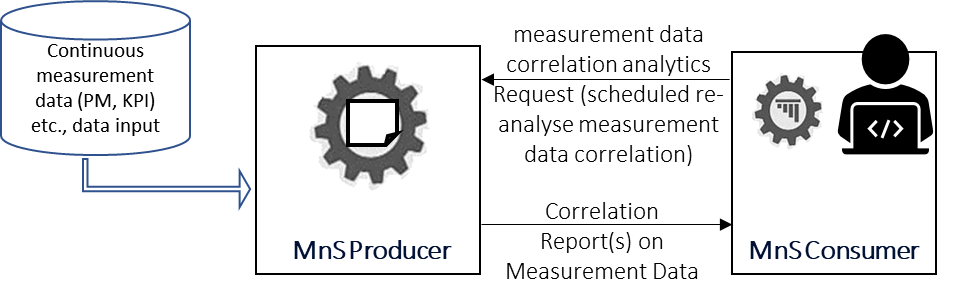 Continuous
measurement
data (PM, KPI)
etc., data input
MnS Producer
measurement data
correlation analytics
Request (scheduled re-
analyse measurement
data correlation)
Correlation
Report(s) on
Measurement Data
</>
MnS Consumer